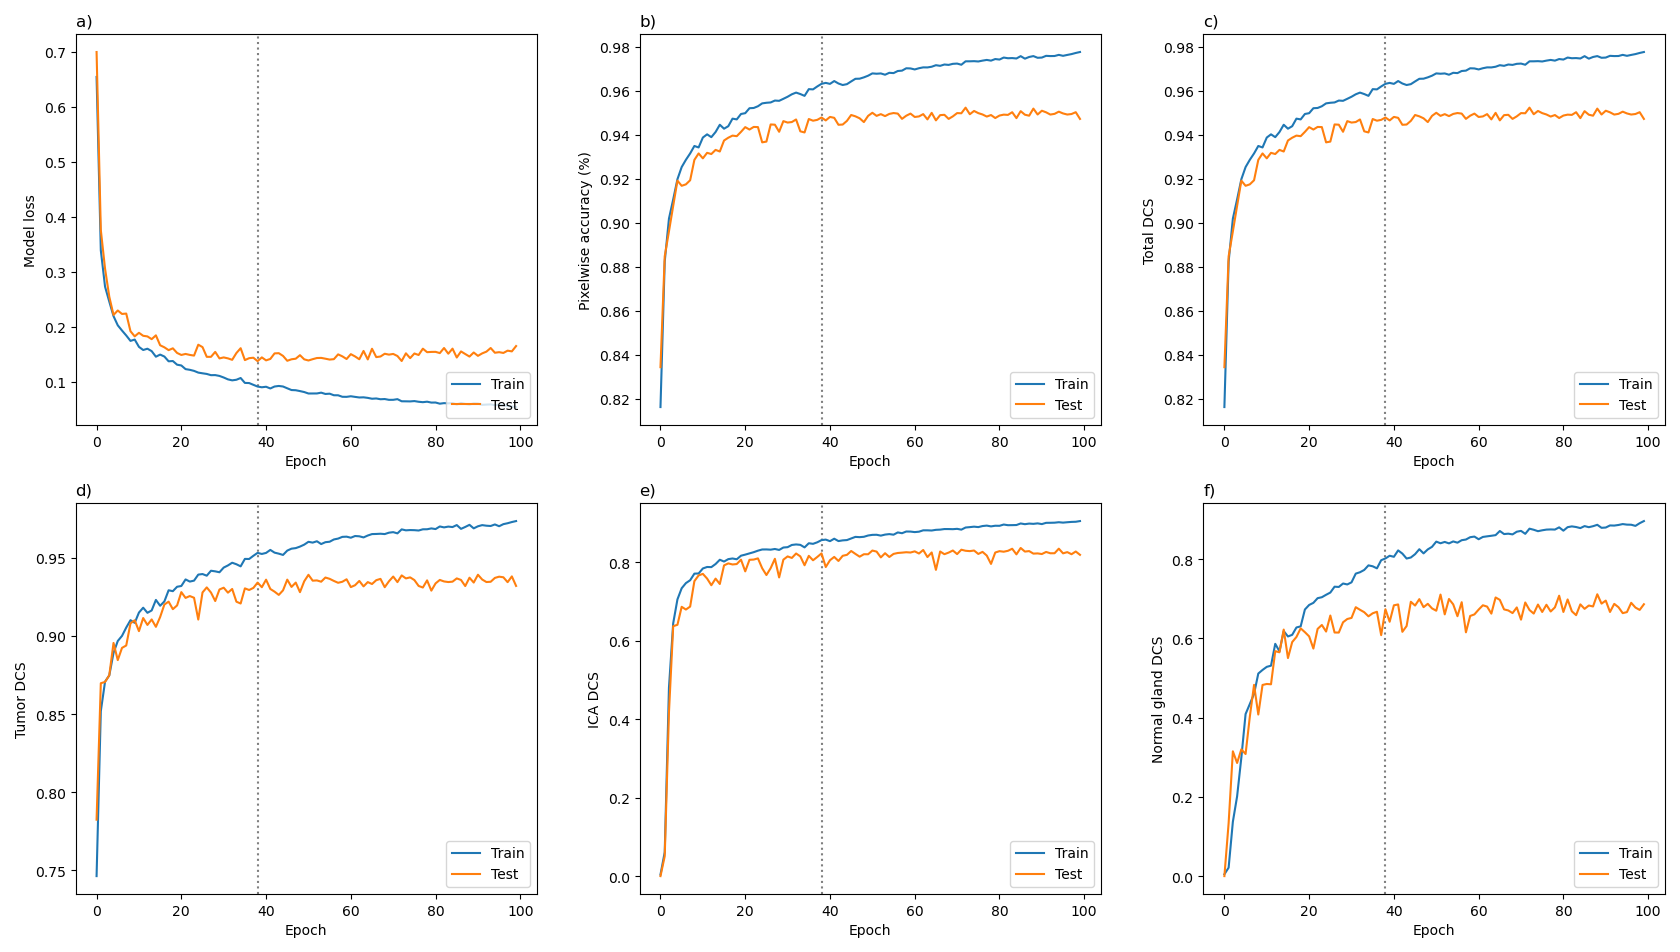 a)
0.7
0.6
0.5
0.4
0.3
0.2
0.1
Model loss
0 20 40 60 80 100
Epoch
Train
Test
b)
0.98
0.96
0.94
0.92
0.90
0.88
0.86
0.84
0.82
Pixelwise accuracy (%)
0 20 40 60 80 100
Epoch
Train
Test
c)
0.98
0.96
0.94
0.92
0.90
0.88
0.86
0.84
0.82
Total DCS
0 20 40 60 80 100
Epoch
Train
Test
d)
0.95
0.90
0.85
0.80
0.75
Tumor DCS
0 20 40 60 80 100
Epoch
Train
Test
e)
0.8
0.6
0.4
0.2
0.0
ICA DCS
0 20 40 60 80 100
Epoch
Train
Test
f)
0.8
0.6
0.4
0.2
0.0
Normal gland DCS
0 20 40 60 80 100
Epoch
Train
Test